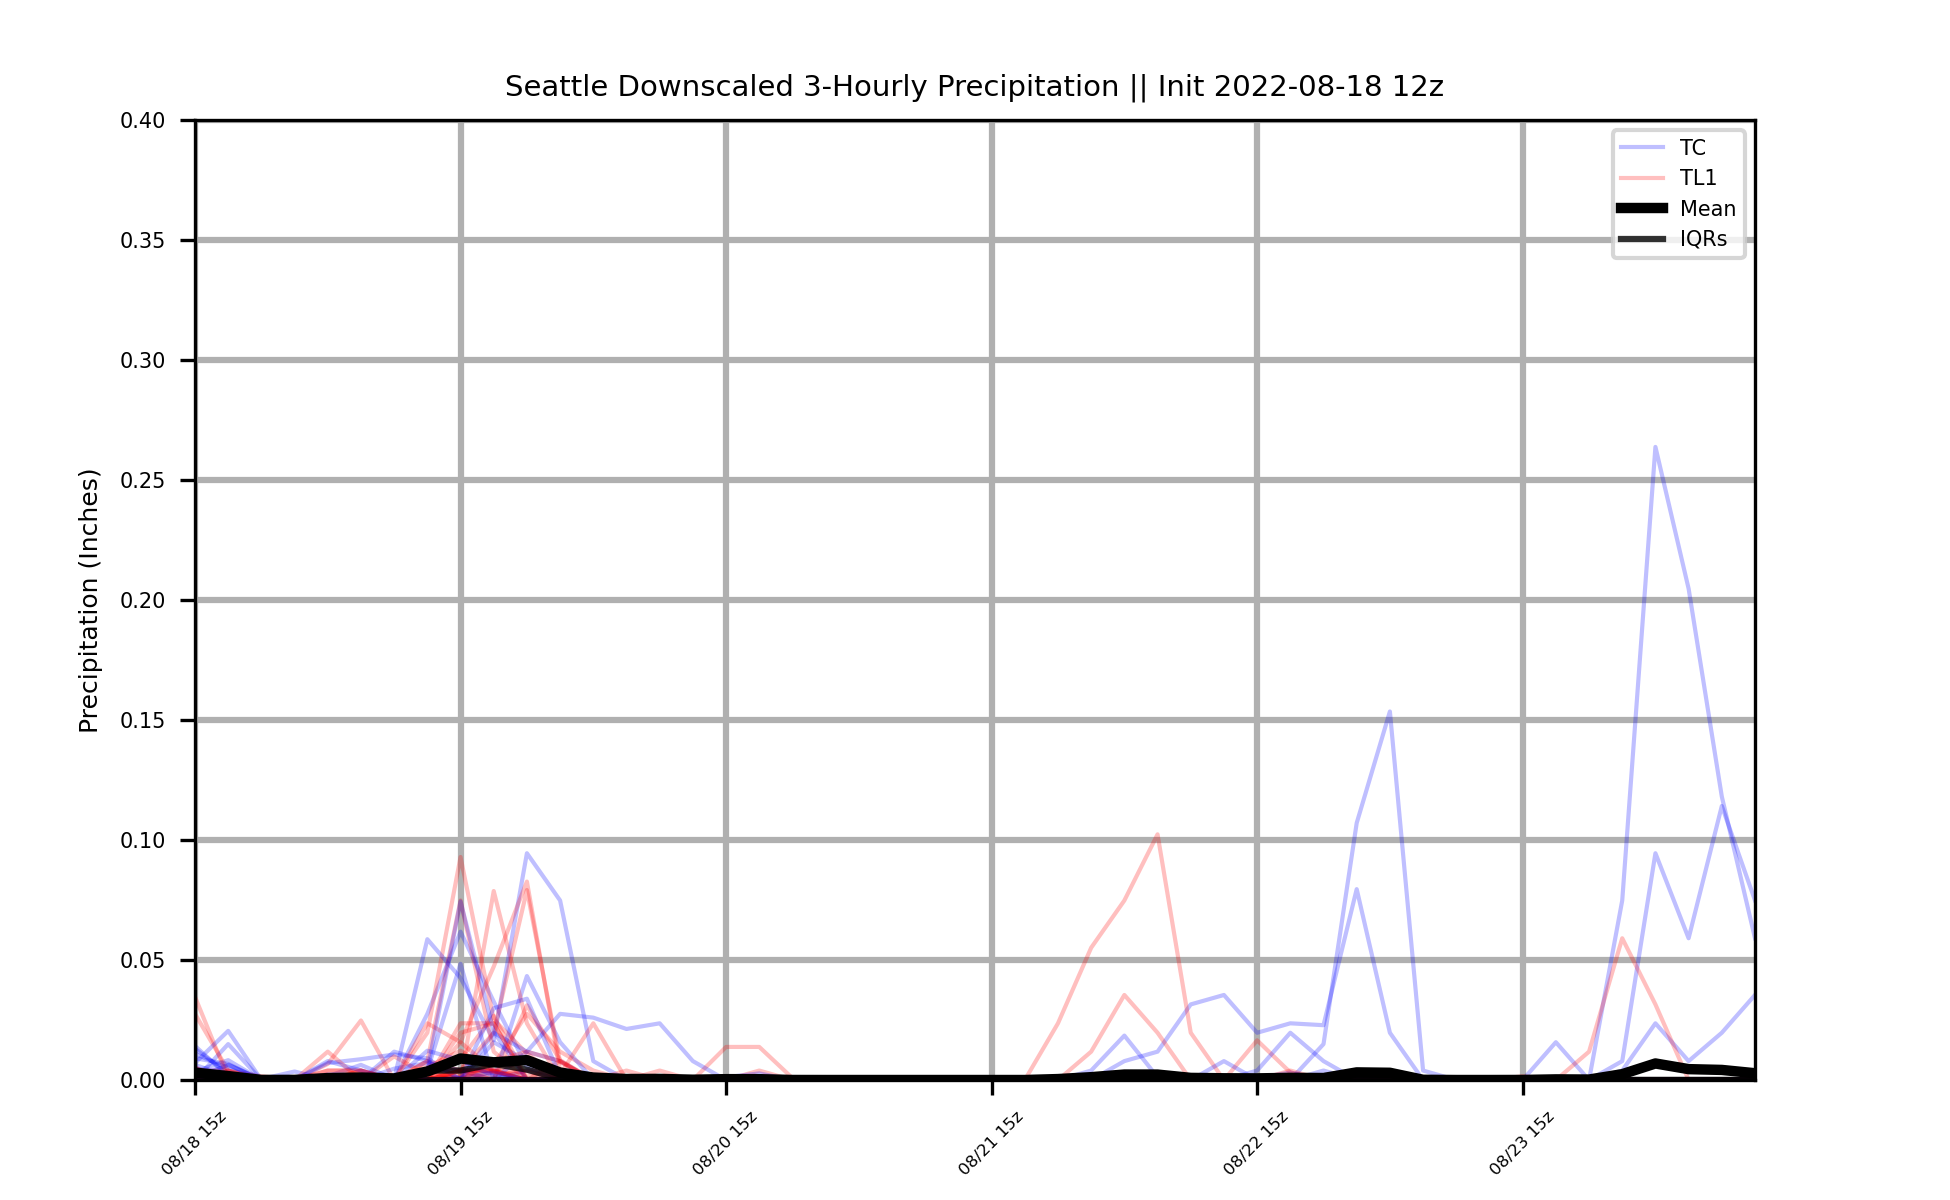 Seattle Downscaled 3-Hourly Precipitation || Init 2022-08-18 12z
Precipitation (Inches)
0.40
0.35
0.30
0.25
0.20
0.15
0.10
0.05
0.00
TC
TL1
Mean
IQRs
08/18 15z
08/19 15z
08/20 15z
08/21 15z
08/22 15z
08/23 15z